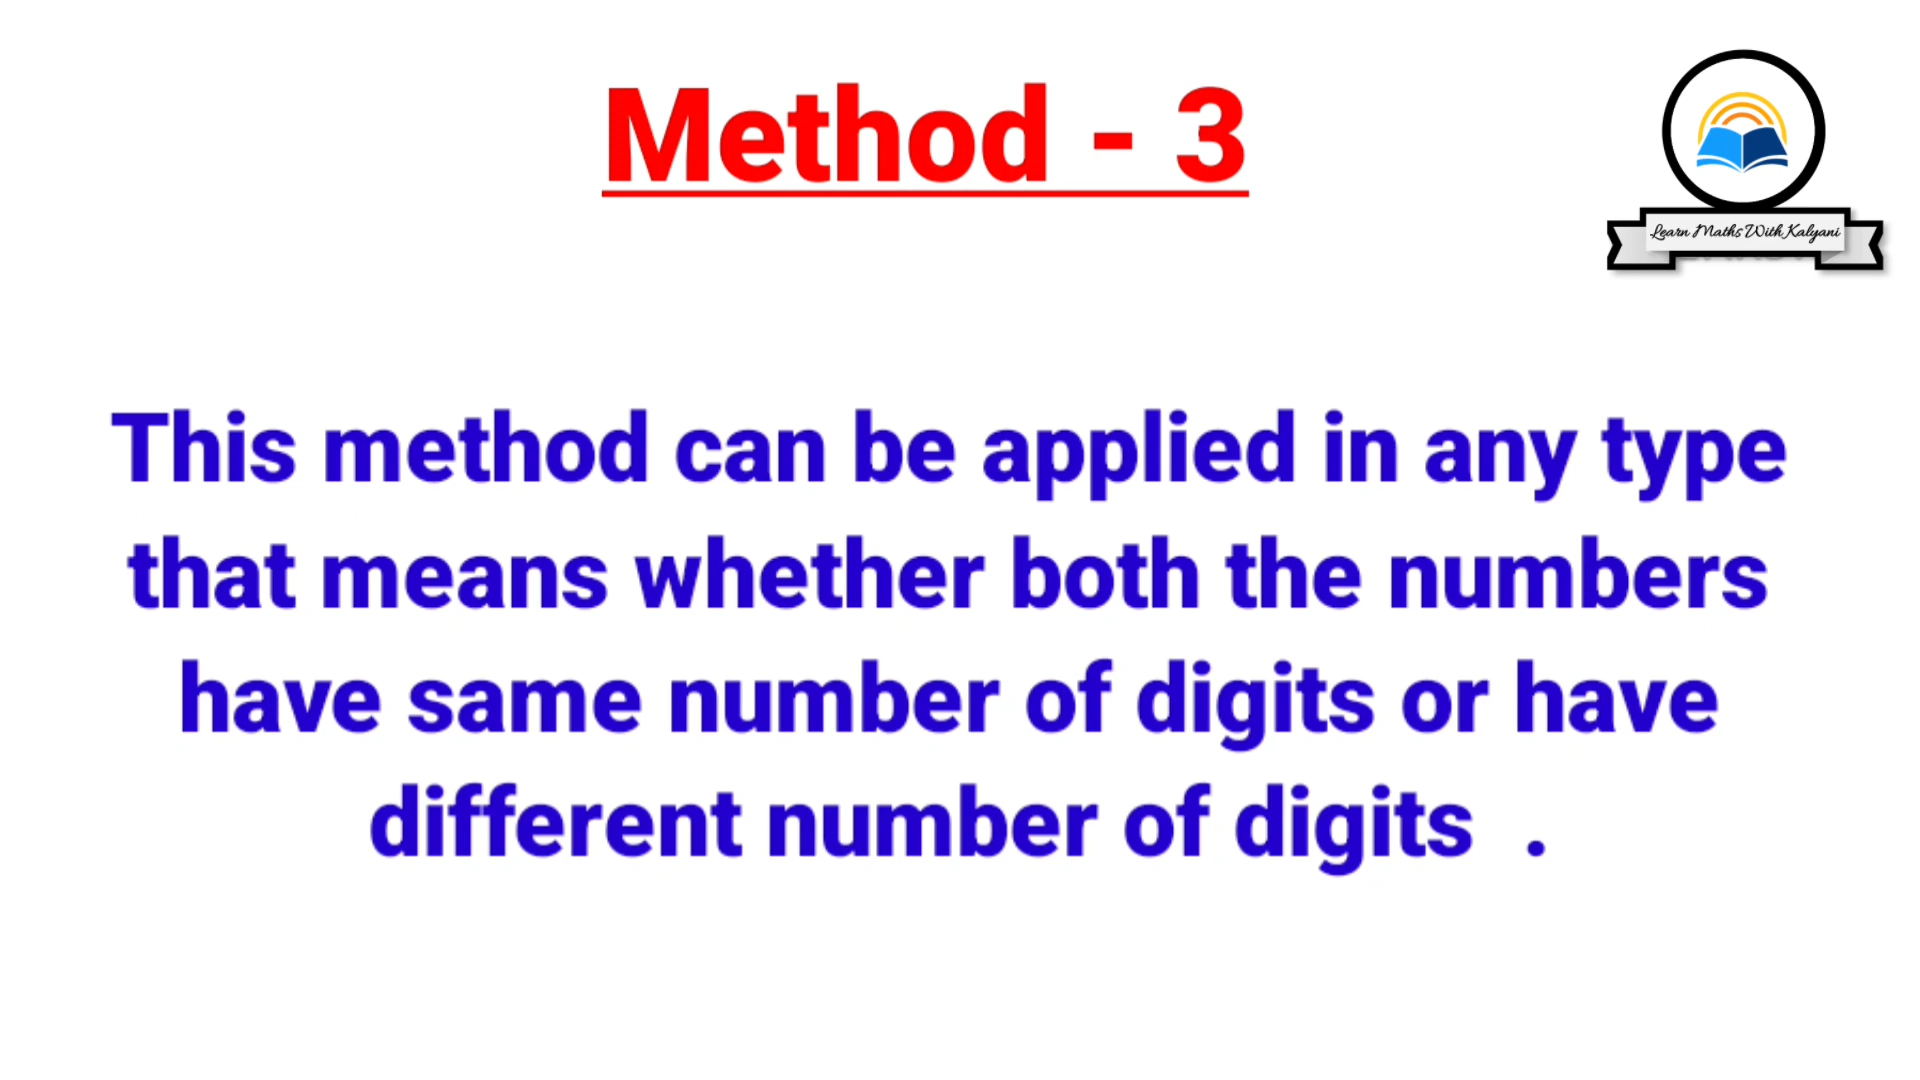 Method - 3
Learn Maths With Kalyani
This method can be applied in any type
that means whether both the numbers
have same number of digits or have
different number of digits .